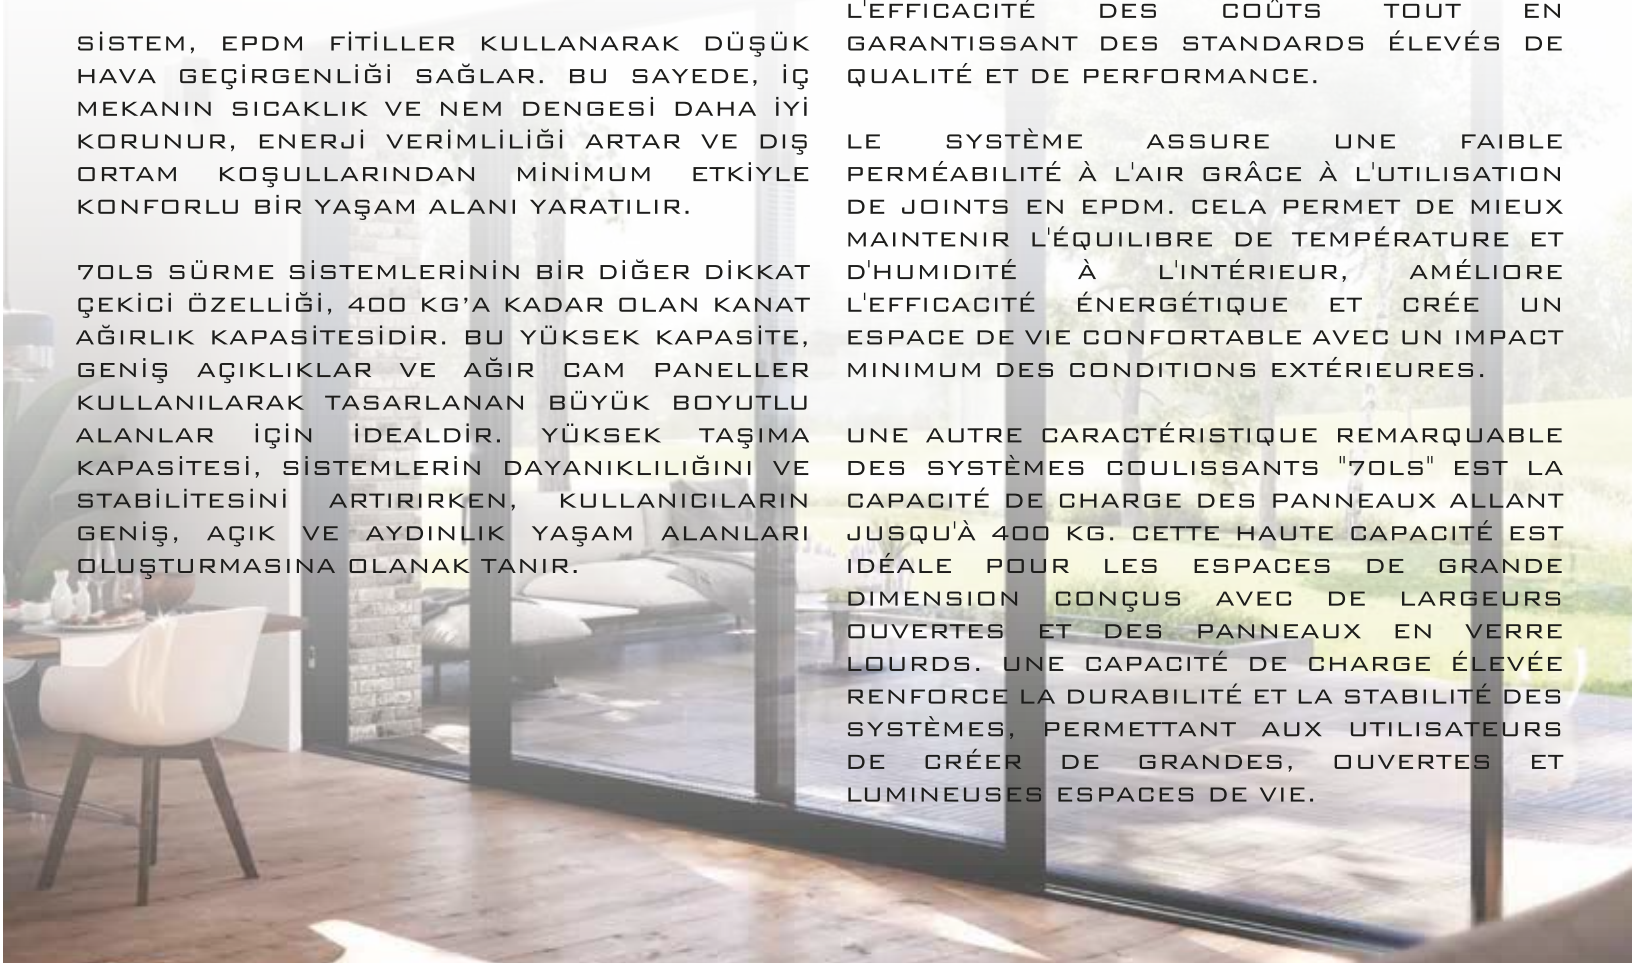 SİSTEM, EPDM FİTİLLER KULLANARAK DÜŞÜK
HAVA GEÇİRGENLİĞİ SAĞLAR. BU SAYEDE, İÇ
MEKANIN SICAKLIK VE NEM DENGESİ DAHA İYİ
KORUNUR, ENERJİ VERİMLİLİĞİ ARTAR VE DIŞ
ORTAM KOŞULLARINDAN MİNİMUM ETKİYLE
KONFORLU BİR YAŞAM ALANI YARATILIR.
70LS SÜRME SİSTEMLERİNİN BİR DİĞER DİKKAT
ÇEKİCİ ÖZELLİĞİ, 400 KG’A KADAR OLAN KANAT
AĞIRLIK KAPASİTESİDİR. BU YÜKSEK KAPASİTE,
GENİŞ AÇIKLIKLAR VE AĞIR CAM PANELLER
KULLANILARAK TASARLANAN BÜYÜK BOYUTLU
ALANLAR İÇİN İDEALDİR. YÜKSEK TAŞIMA
KAPASİTESİ, SİSTEMLERİN DAYANIKLILIĞINI VE
STABİLİTESİNİ ARTIRIRKEN, KULLANICILARIN
GENİŞ, AÇIK VE AYDINLIK YAŞAM ALANLARI
OLUŞTURMASINA OLANAK TANIR.
L'EFFICACITÉ DES COÛTS TOUT EN
GARANTISSANT DES STANDARDS ÉLEVÉS DE
QUALITÉ ET DE PERFORMANCE.
LE SYSTÈME ASSURE UNE FAIBLE
PERMÉABILITÉ À L'AIR GRÂCE À L'UTILISATION
DE JOINTS EN EPDM. CELA PERMET DE MIEUX
MAINTENIR L'ÉQUILIBRE DE TEMPÉRATURE ET
D'HUMIDITÉ À L'INTÉRIEUR, AMÉLIORE
L'EFFICACITÉ ÉNERGÉTIQUE ET CRÉE UN
ESPACE DE VIE CONFORTABLE AVEC UN IMPACT
MINIMUM DES CONDITIONS EXTÉRIEURES.
UNE AUTRE CARACTÉRISTIQUE REMARQUABLE
DES SYSTÈMES COULISSANTS "70LS" EST LA
CAPACITÉ DE CHARGE DES PANNEAUX ALLANT
JUSQU'À 400 KG. CETTE HAUTE CAPACITÉ EST
IDÉALE POUR LES ESPACES DE GRANDE
DIMENSION CONÇUS AVEC DE LARGEURS
OUVERTES ET DES PANNEAUX EN VERRE
LOURDS. UNE CAPACITÉ DE CHARGE ÉLEVÉE
RENFORCE LA DURABILITÉ ET LA STABILITÉ DES
SYSTÈMES, PERMETTANT AUX UTILISATEURS
DE CRÉER DE GRANDES, OUVERTES ET
LUMINEUSES ESPACES DE VIE.